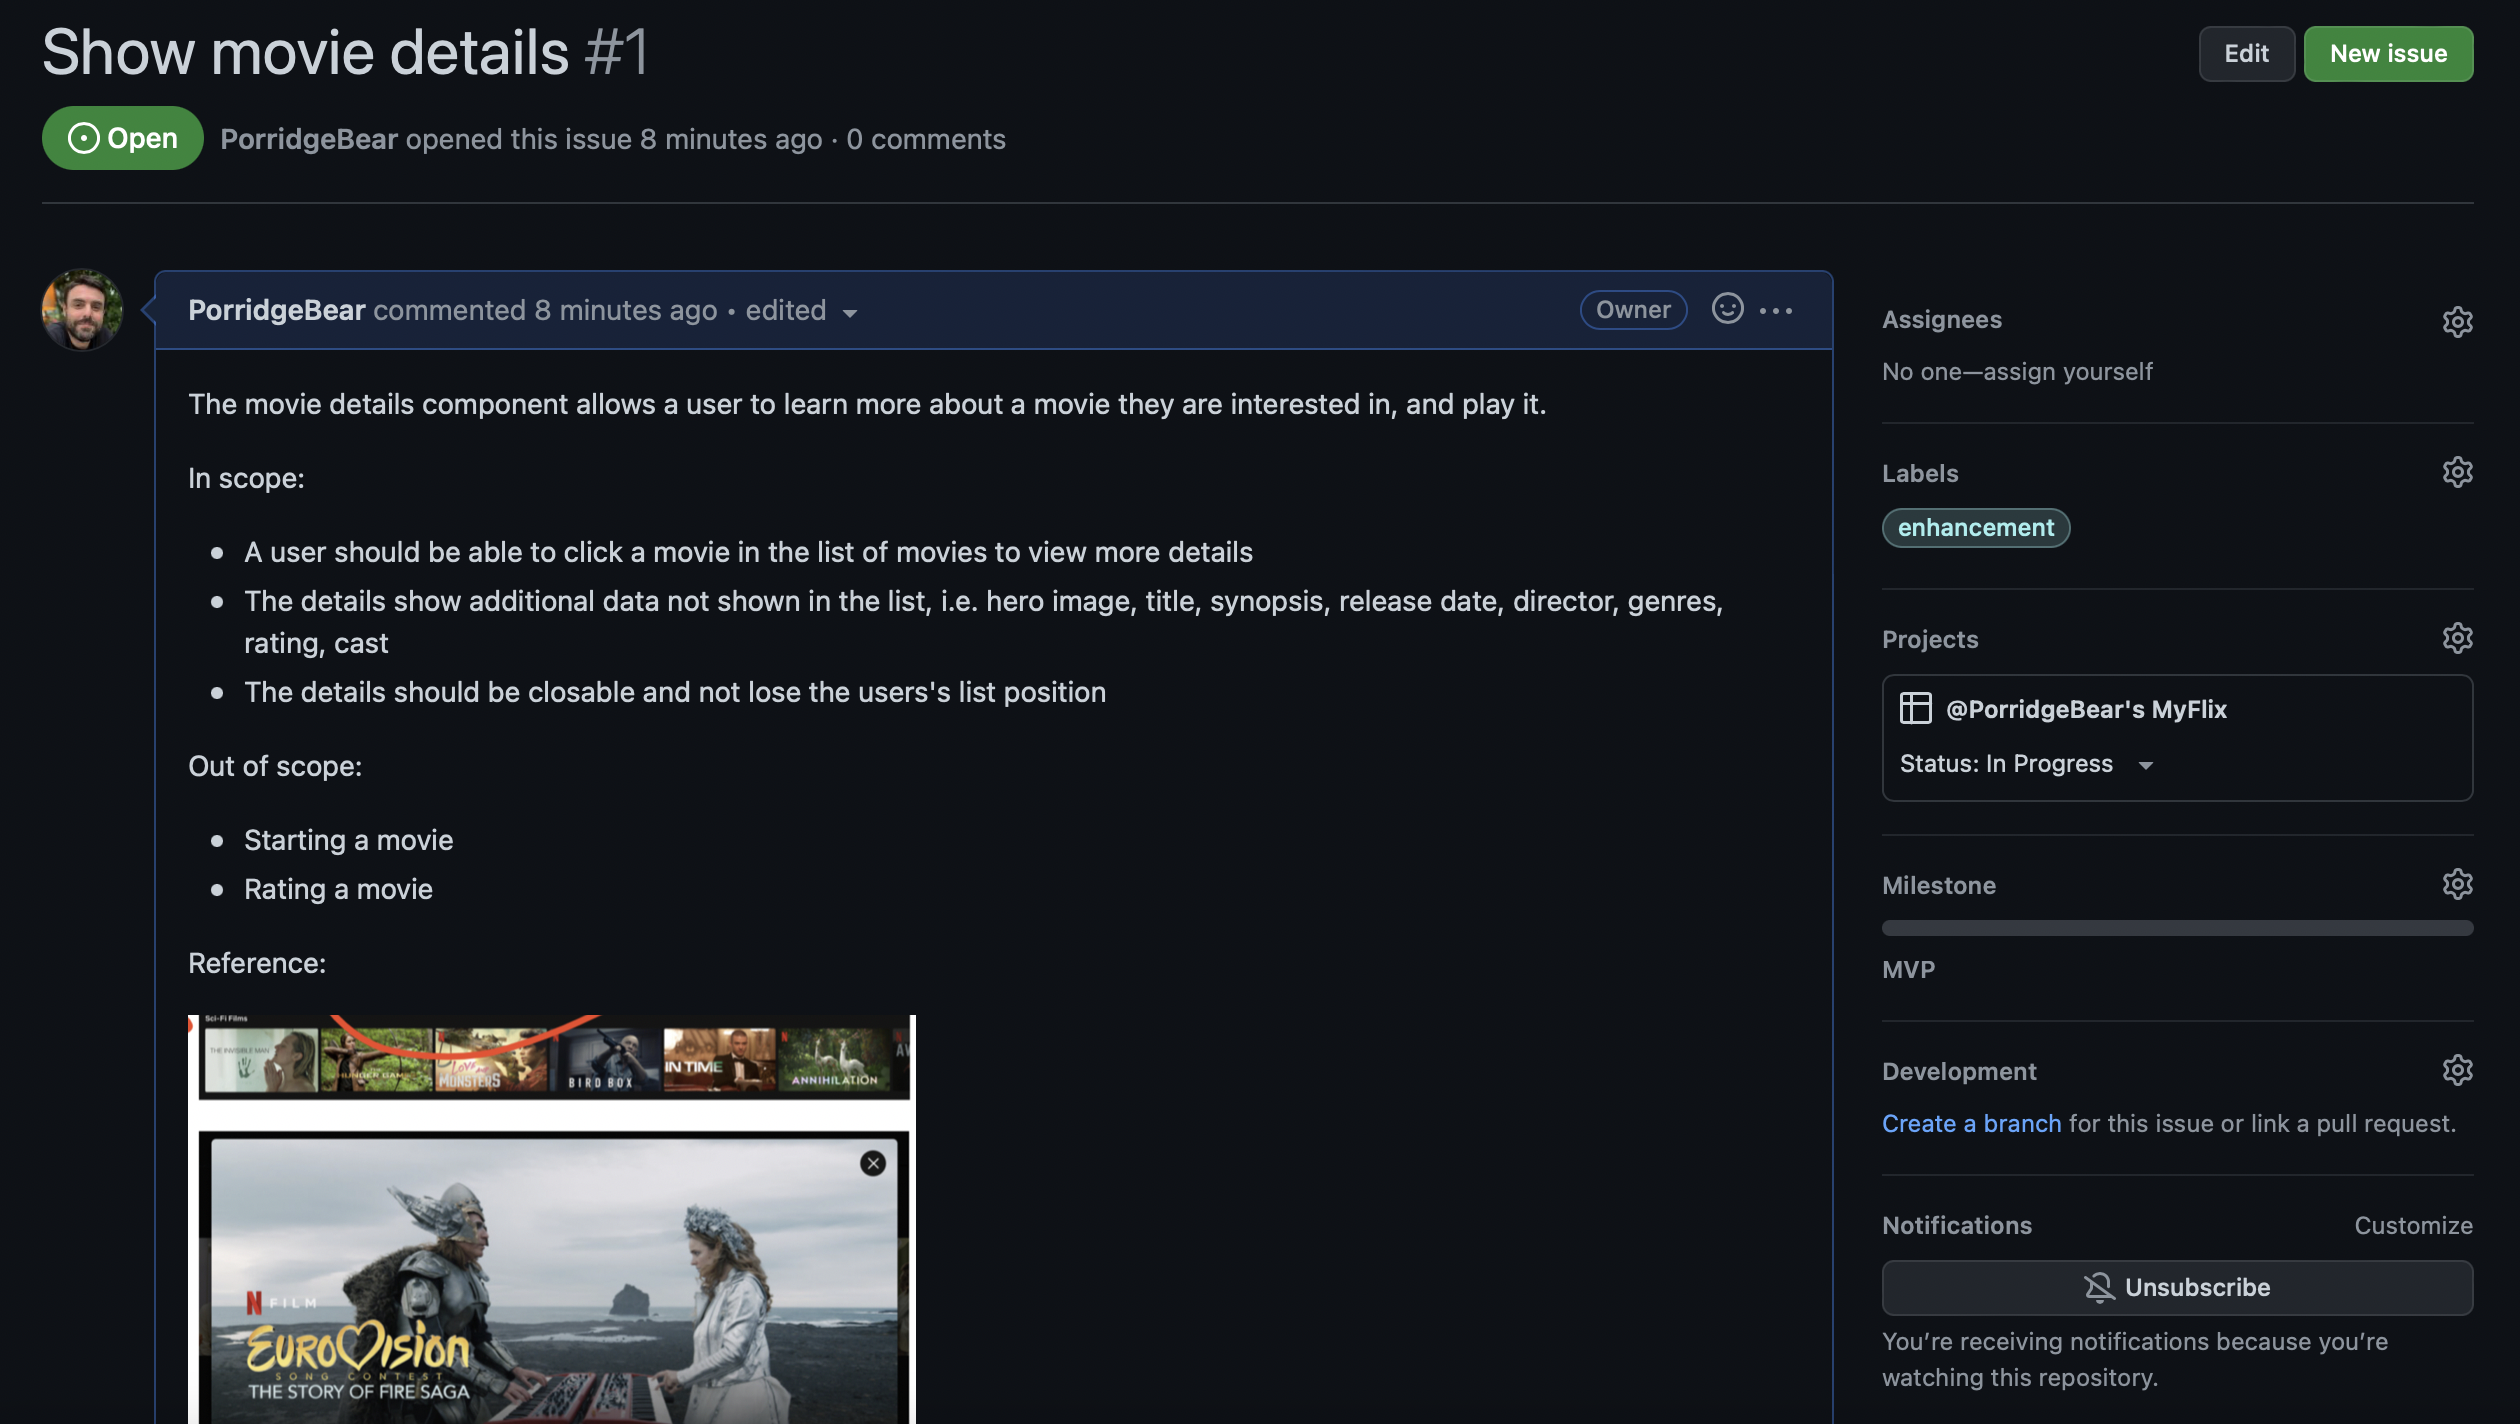 Show movie details #1
Edit
New issue
Open
PorridgeBear opened this issue 8 minutes ago · 0 comments
PorridgeBear commented 8 minutes ago • edited
Owner
The movie details component allows a user to learn more about a movie they are interested in, and play it.
In scope:
A user should be able to click a movie in the list of movies to view more details
The details show additional data not shown in the list, i.e. hero image, title, synopsis, release date, director, genres,
rating, cast
The details should be closable and not lose the users's list position
Out of scope:
Starting a movie
Rating a movie
Reference:
Sci-Fi Films
THE INVISIBLE MAN
HUNGER GAMES
LOVE AND
MONSTERS
BIRD BOX
IN TIME
ANNIHILATION
N FILM
EUROVISION
SONG CONTEST
THE STORY OF FIRE SAGA
Assignees
No one—assign yourself
Labels
enhancement
Projects
@PorridgeBear's MyFlix
Status: In Progress
Milestone
MVP
Development
Create a branch for this issue or link a pull request.
Notifications
Customize
Unsubscribe
You’re receiving notifications because you’re
watching this repository.